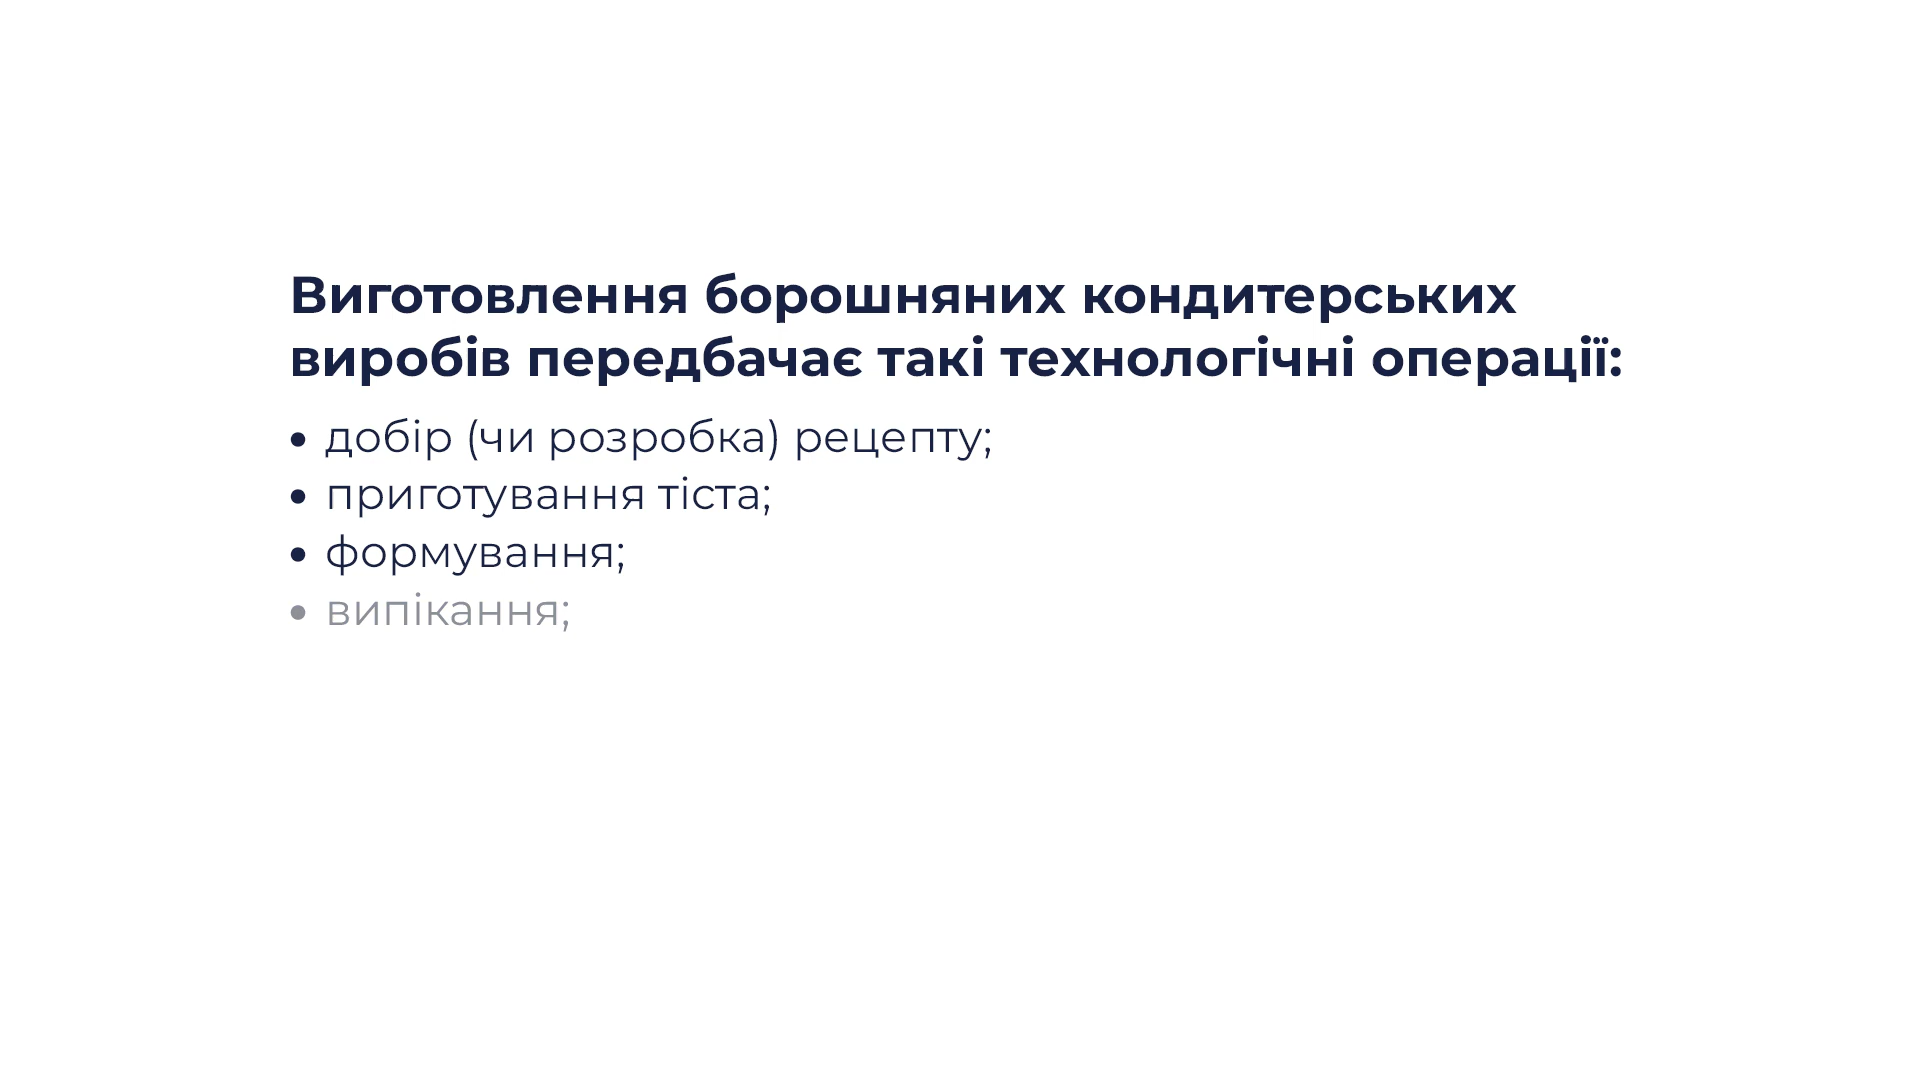 Виготовлення борошняних кондитерських
виробів передбачає такі технологічні операції:
• добір (чи розробка) рецепту;
• приготування тіста;
• формування;
• випікання;